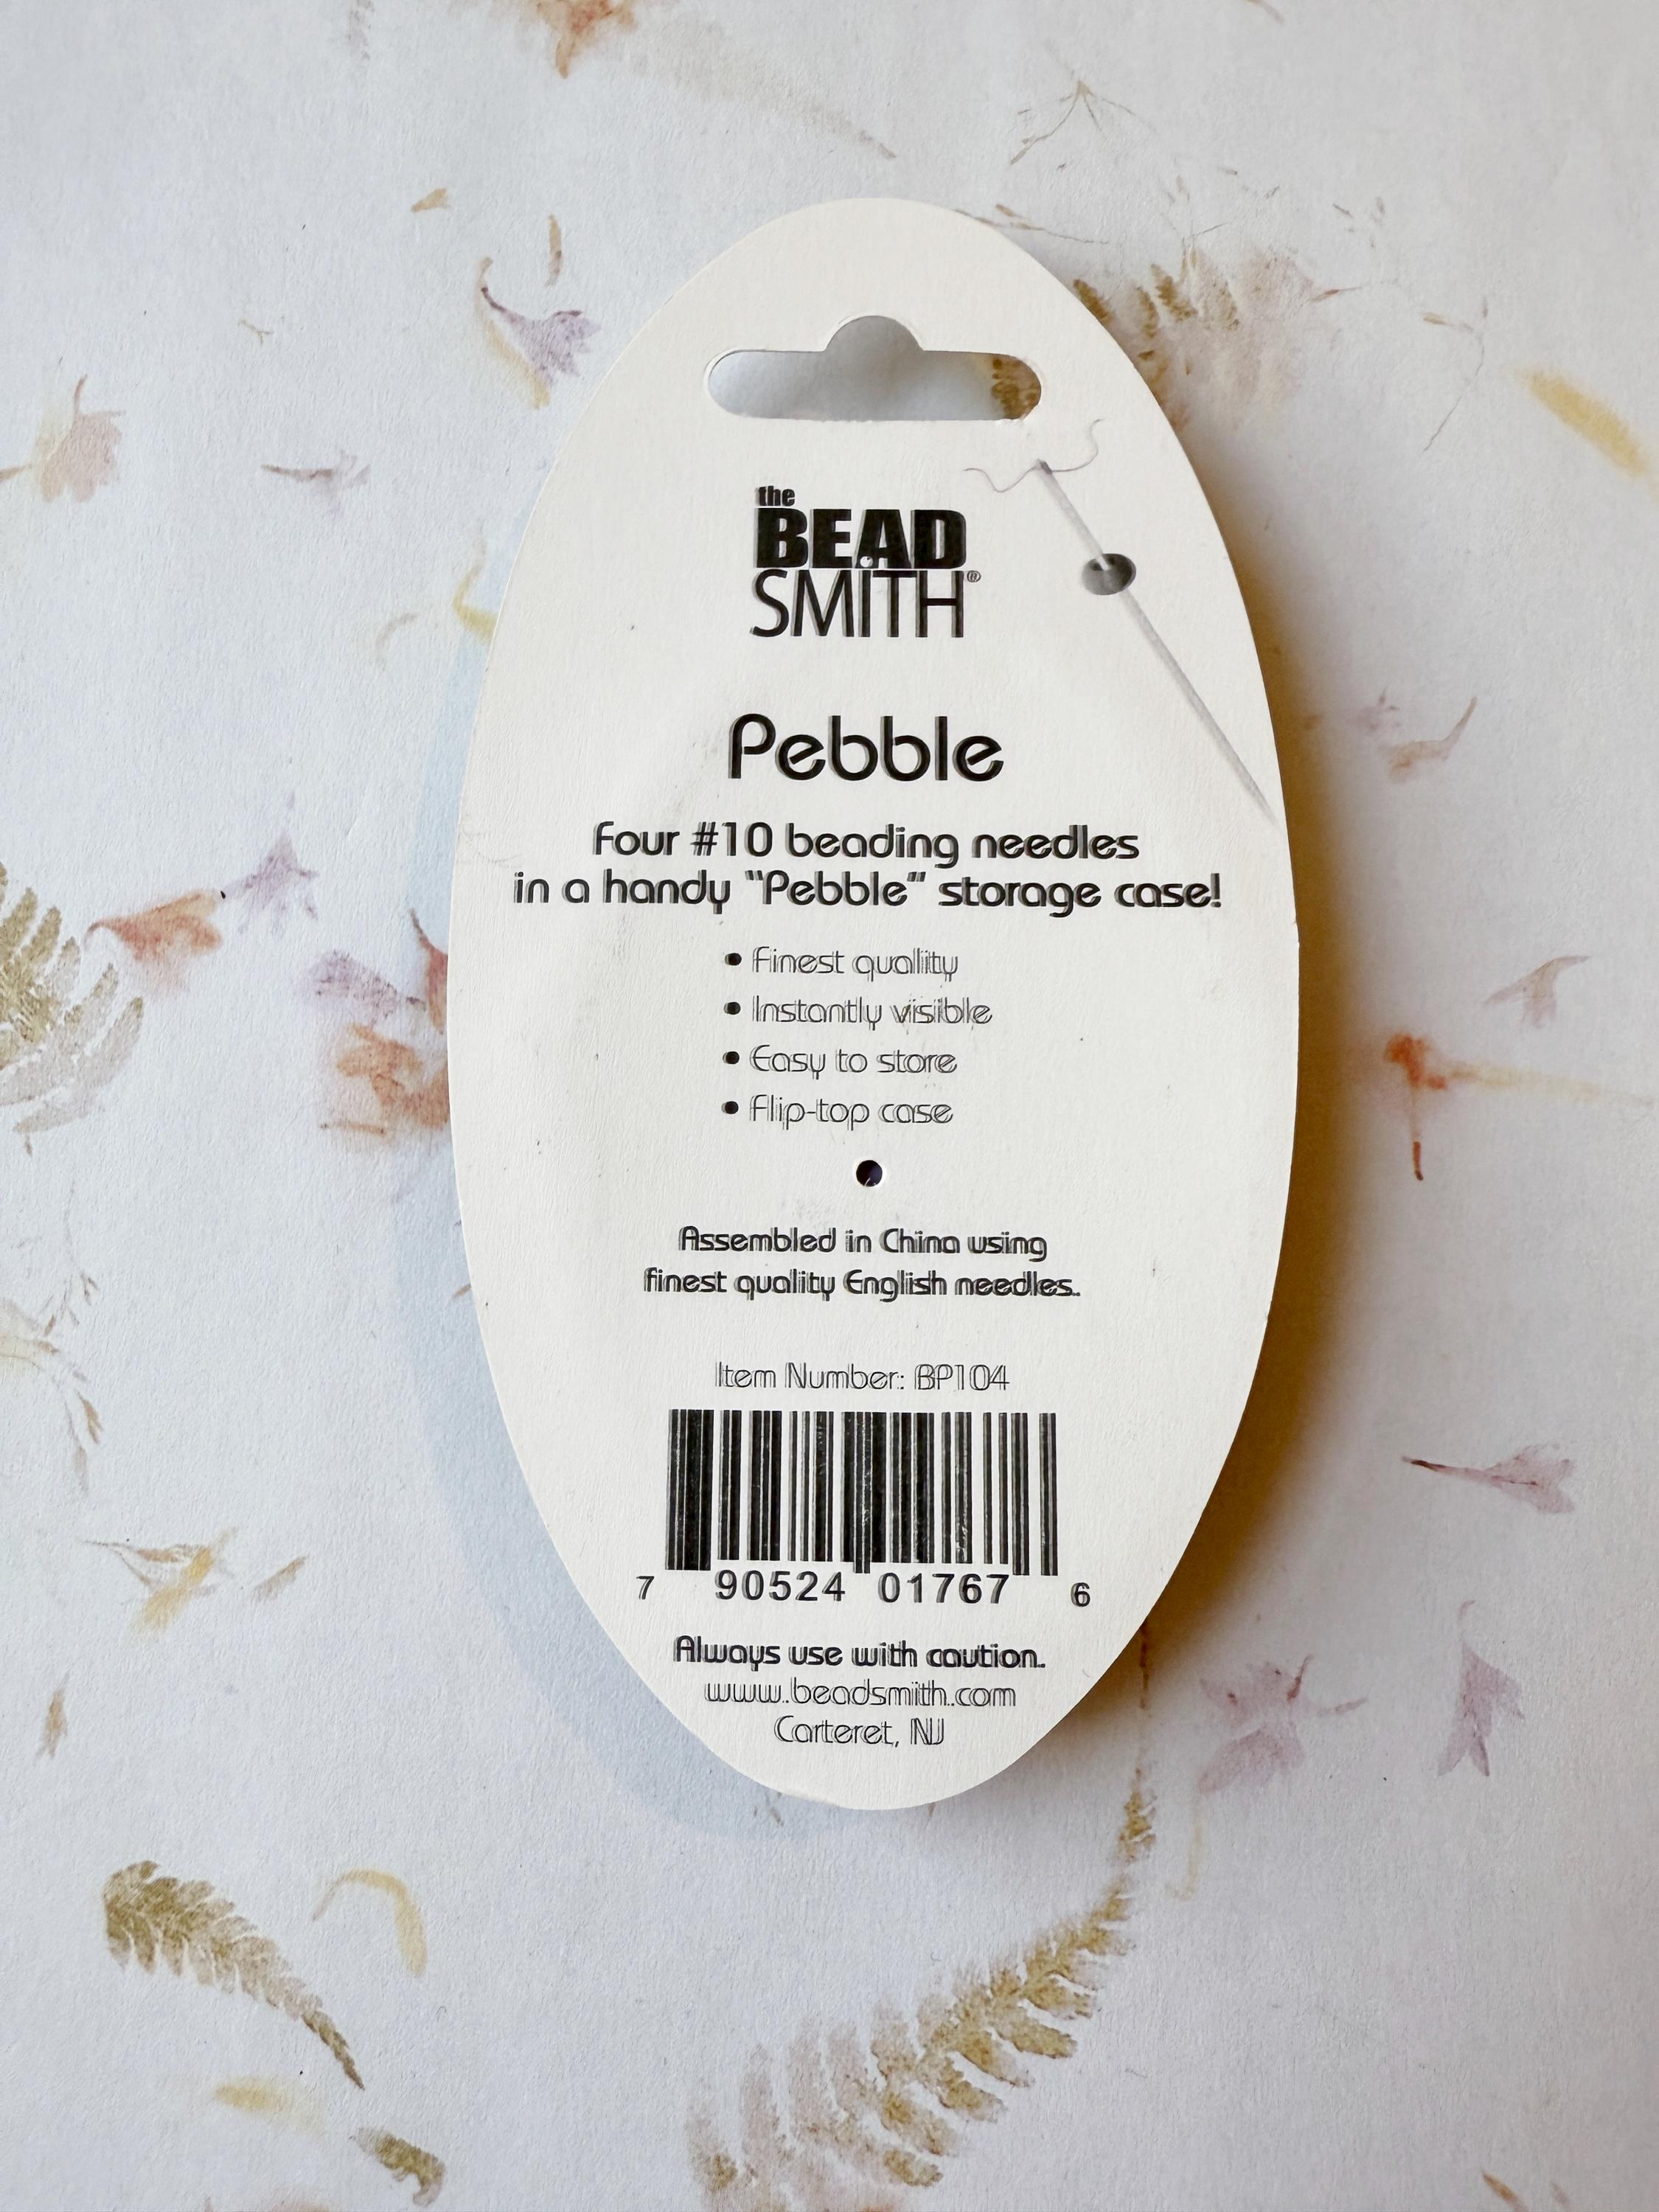 the
BEAD
SMITH®
Pebble
Four #10 beading needles
in a handy "Pebble" storage case!
• Finest quality
• Instantly visible
• Easy to store
• Flip-top case
Assembled in China using
finest quality English needles.
Item Number: BP104
7 90524 01767 6
Always use with caution.
www.beadsmith.com
Carteret, NJ